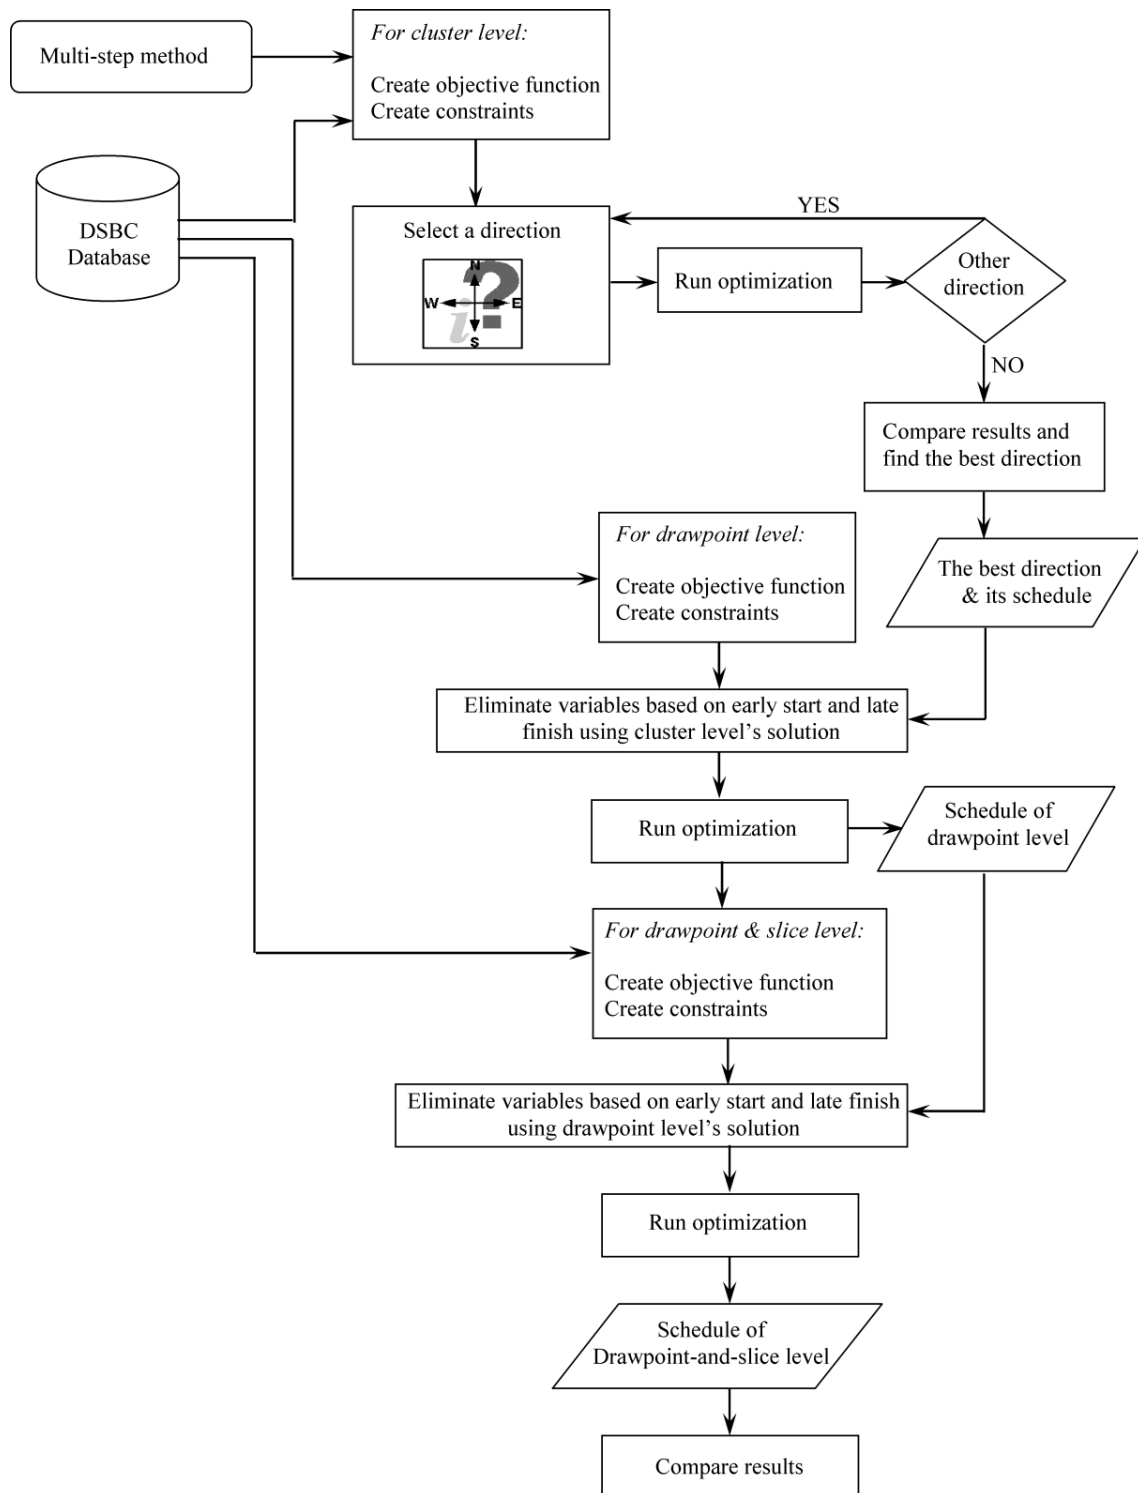 Multi-step method
For cluster level:
Create objective function
Create constraints
DSBC
Database
Select a direction
N
W
E
S
i
?
Run optimization
YES
Other
direction
NO
Compare results and
find the best direction
The best direction
& its schedule
For drawpoint level:
Create objective function
Create constraints
Eliminate variables based on early start and late
finish using cluster level’s solution
Run optimization
Schedule of
drawpoint level
For drawpoint & slice level:
Create objective function
Create constraints
Eliminate variables based on early start and late finish
using drawpoint level’s solution
Run optimization
Schedule of
Drawpoint-and-slice level
Compare results